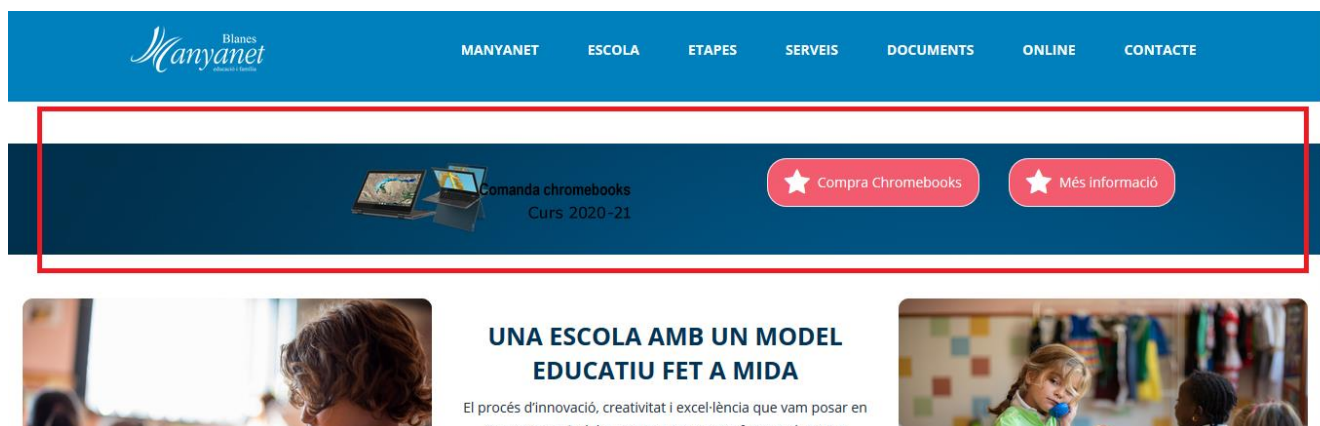 Blanes
Manyanet
educació i família
MANYANET ESCOLA ETAPES SERVEIS DOCUMENTS ONLINE CONTACTE
Comanda chromebooks
Curs 2020-21
Compra Chromebooks
Més informació
UNA ESCOLA AMB UN MODEL
EDUCATIU FET A MIDA
El procés d'innovació, creativitat i excel·lència que vam posar en